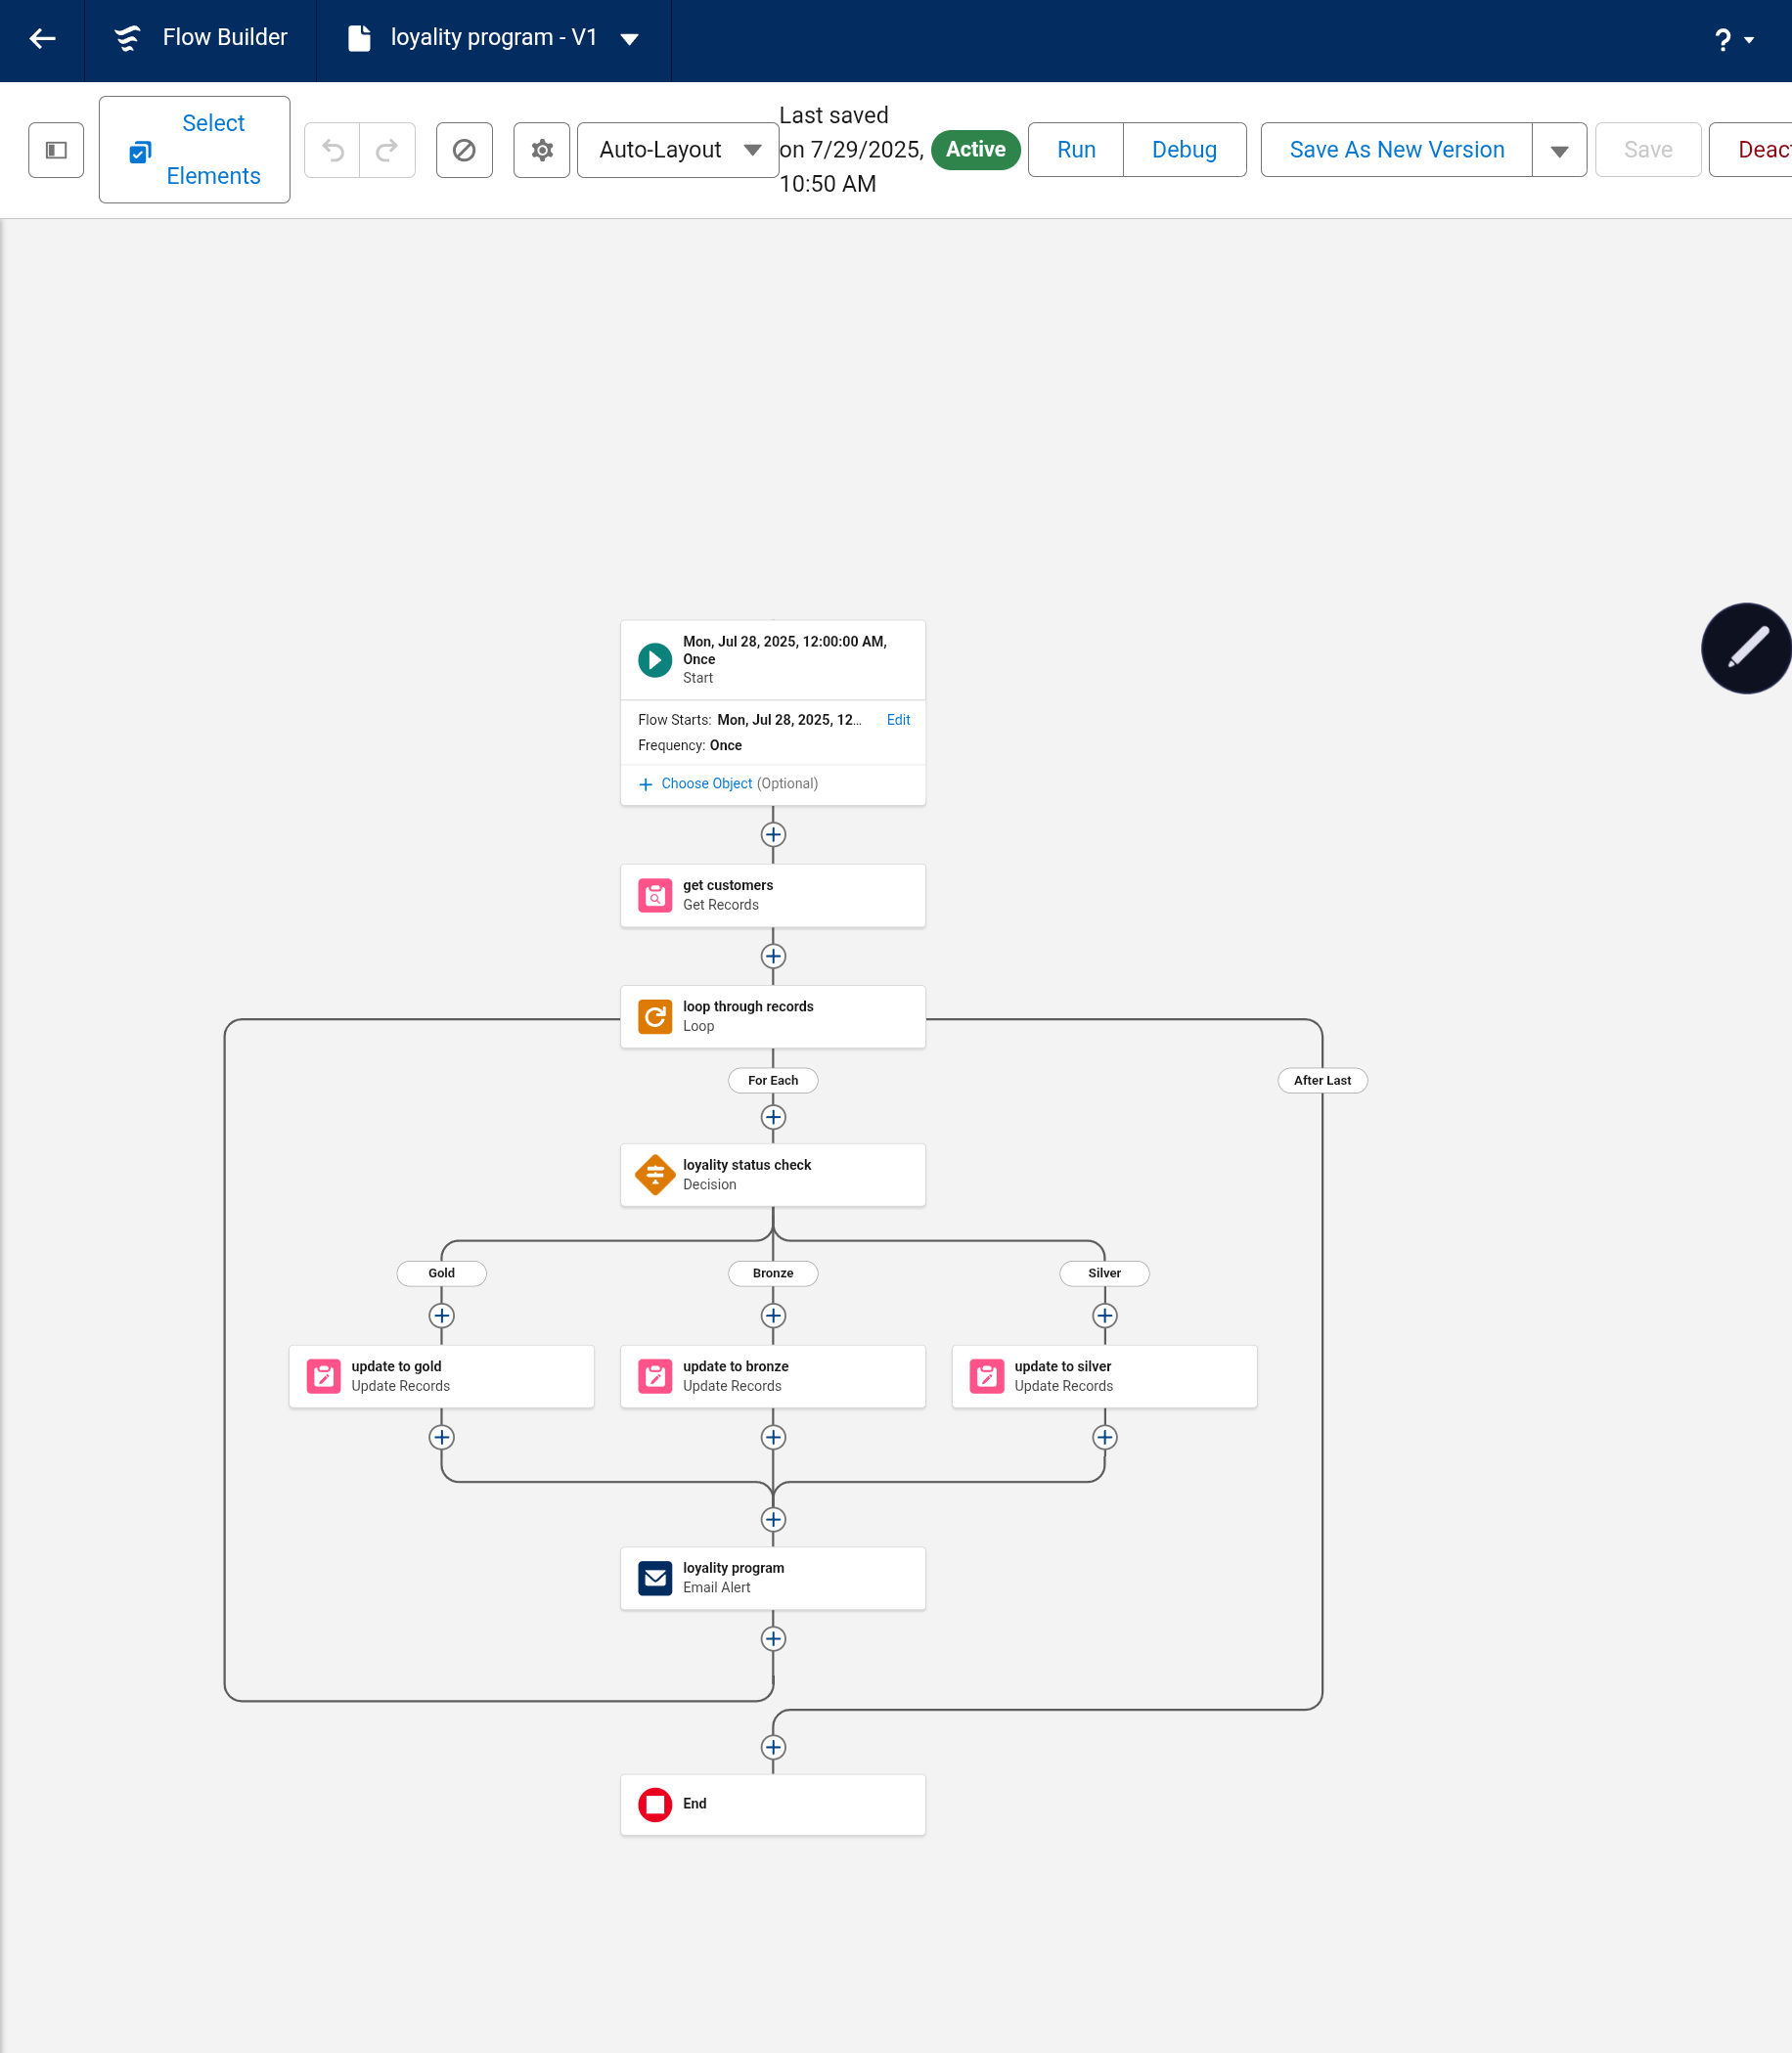 Flow Builder
loyality program - V1
?
Select
Elements
Auto-Layout
Last saved
on 7/29/2025,
10:50 AM
Active
Run
Debug
Save As New Version
Save
Deac
Mon, Jul 28, 2025, 12:00:00 AM,
Once
Start
Flow Starts: Mon, Jul 28, 2025, 12... Edit
Frequency: Once
+ Choose Object (Optional)
get customers
Get Records
loop through records
Loop
For Each
After Last
loyality status check
Decision
Gold
Bronze
Silver
update to gold
Update Records
update to bronze
Update Records
update to silver
Update Records
loyality program
Email Alert
End